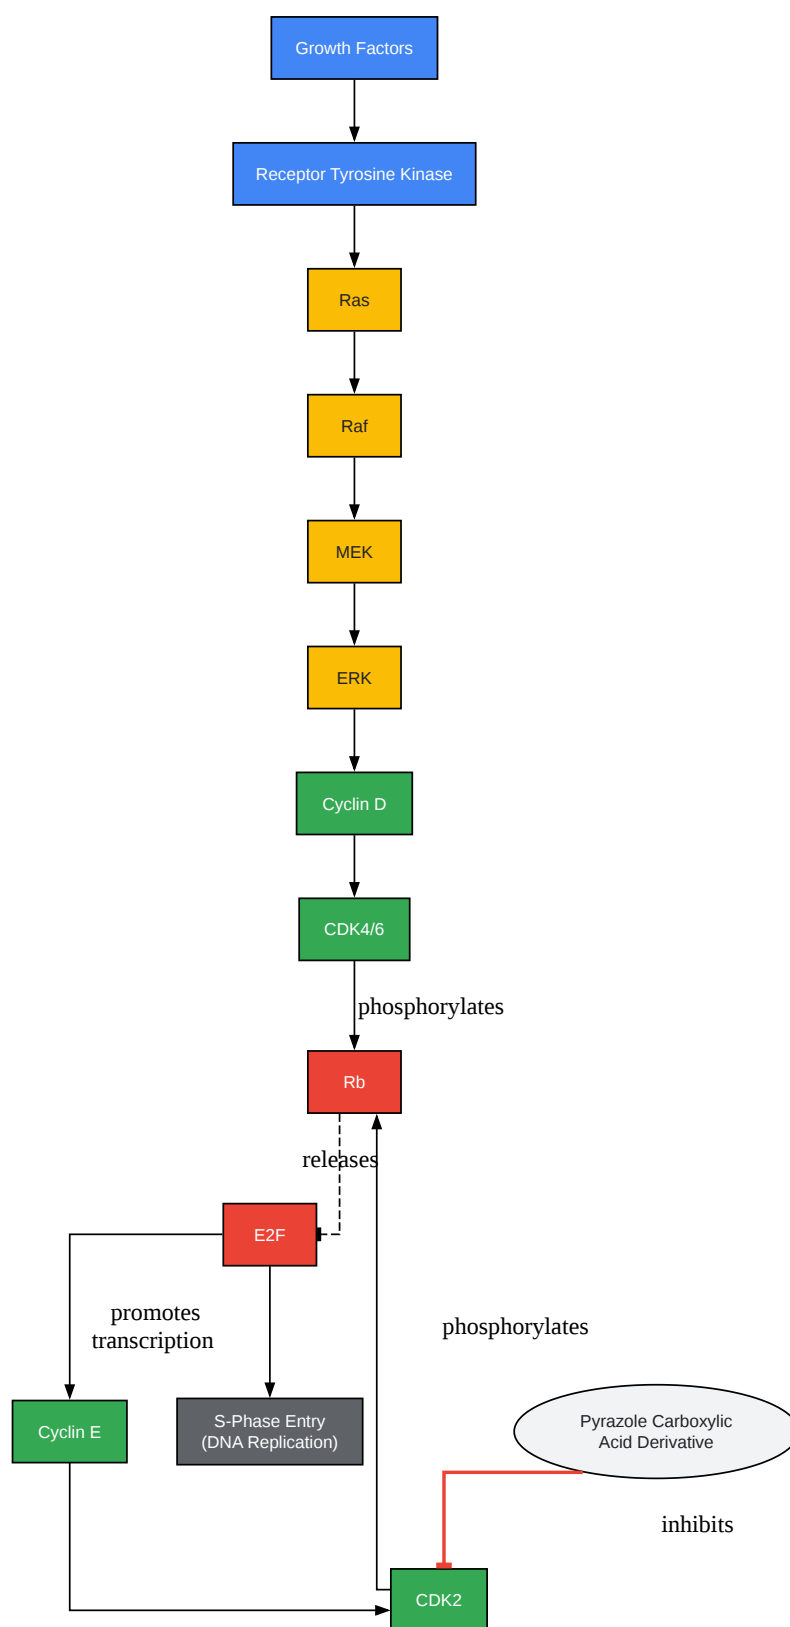 Growth Factors
Receptor Tyrosine Kinase
Ras
Raf
MEK
ERK
Cyclin D
CDK4/6
phosphorylates
Rb
releases
E2F
promotes
transcription
phosphorylates
Cyclin E
S-Phase Entry
(DNA Replication)
Pyrazole Carboxylic
Acid Derivative
inhibits
CDK2